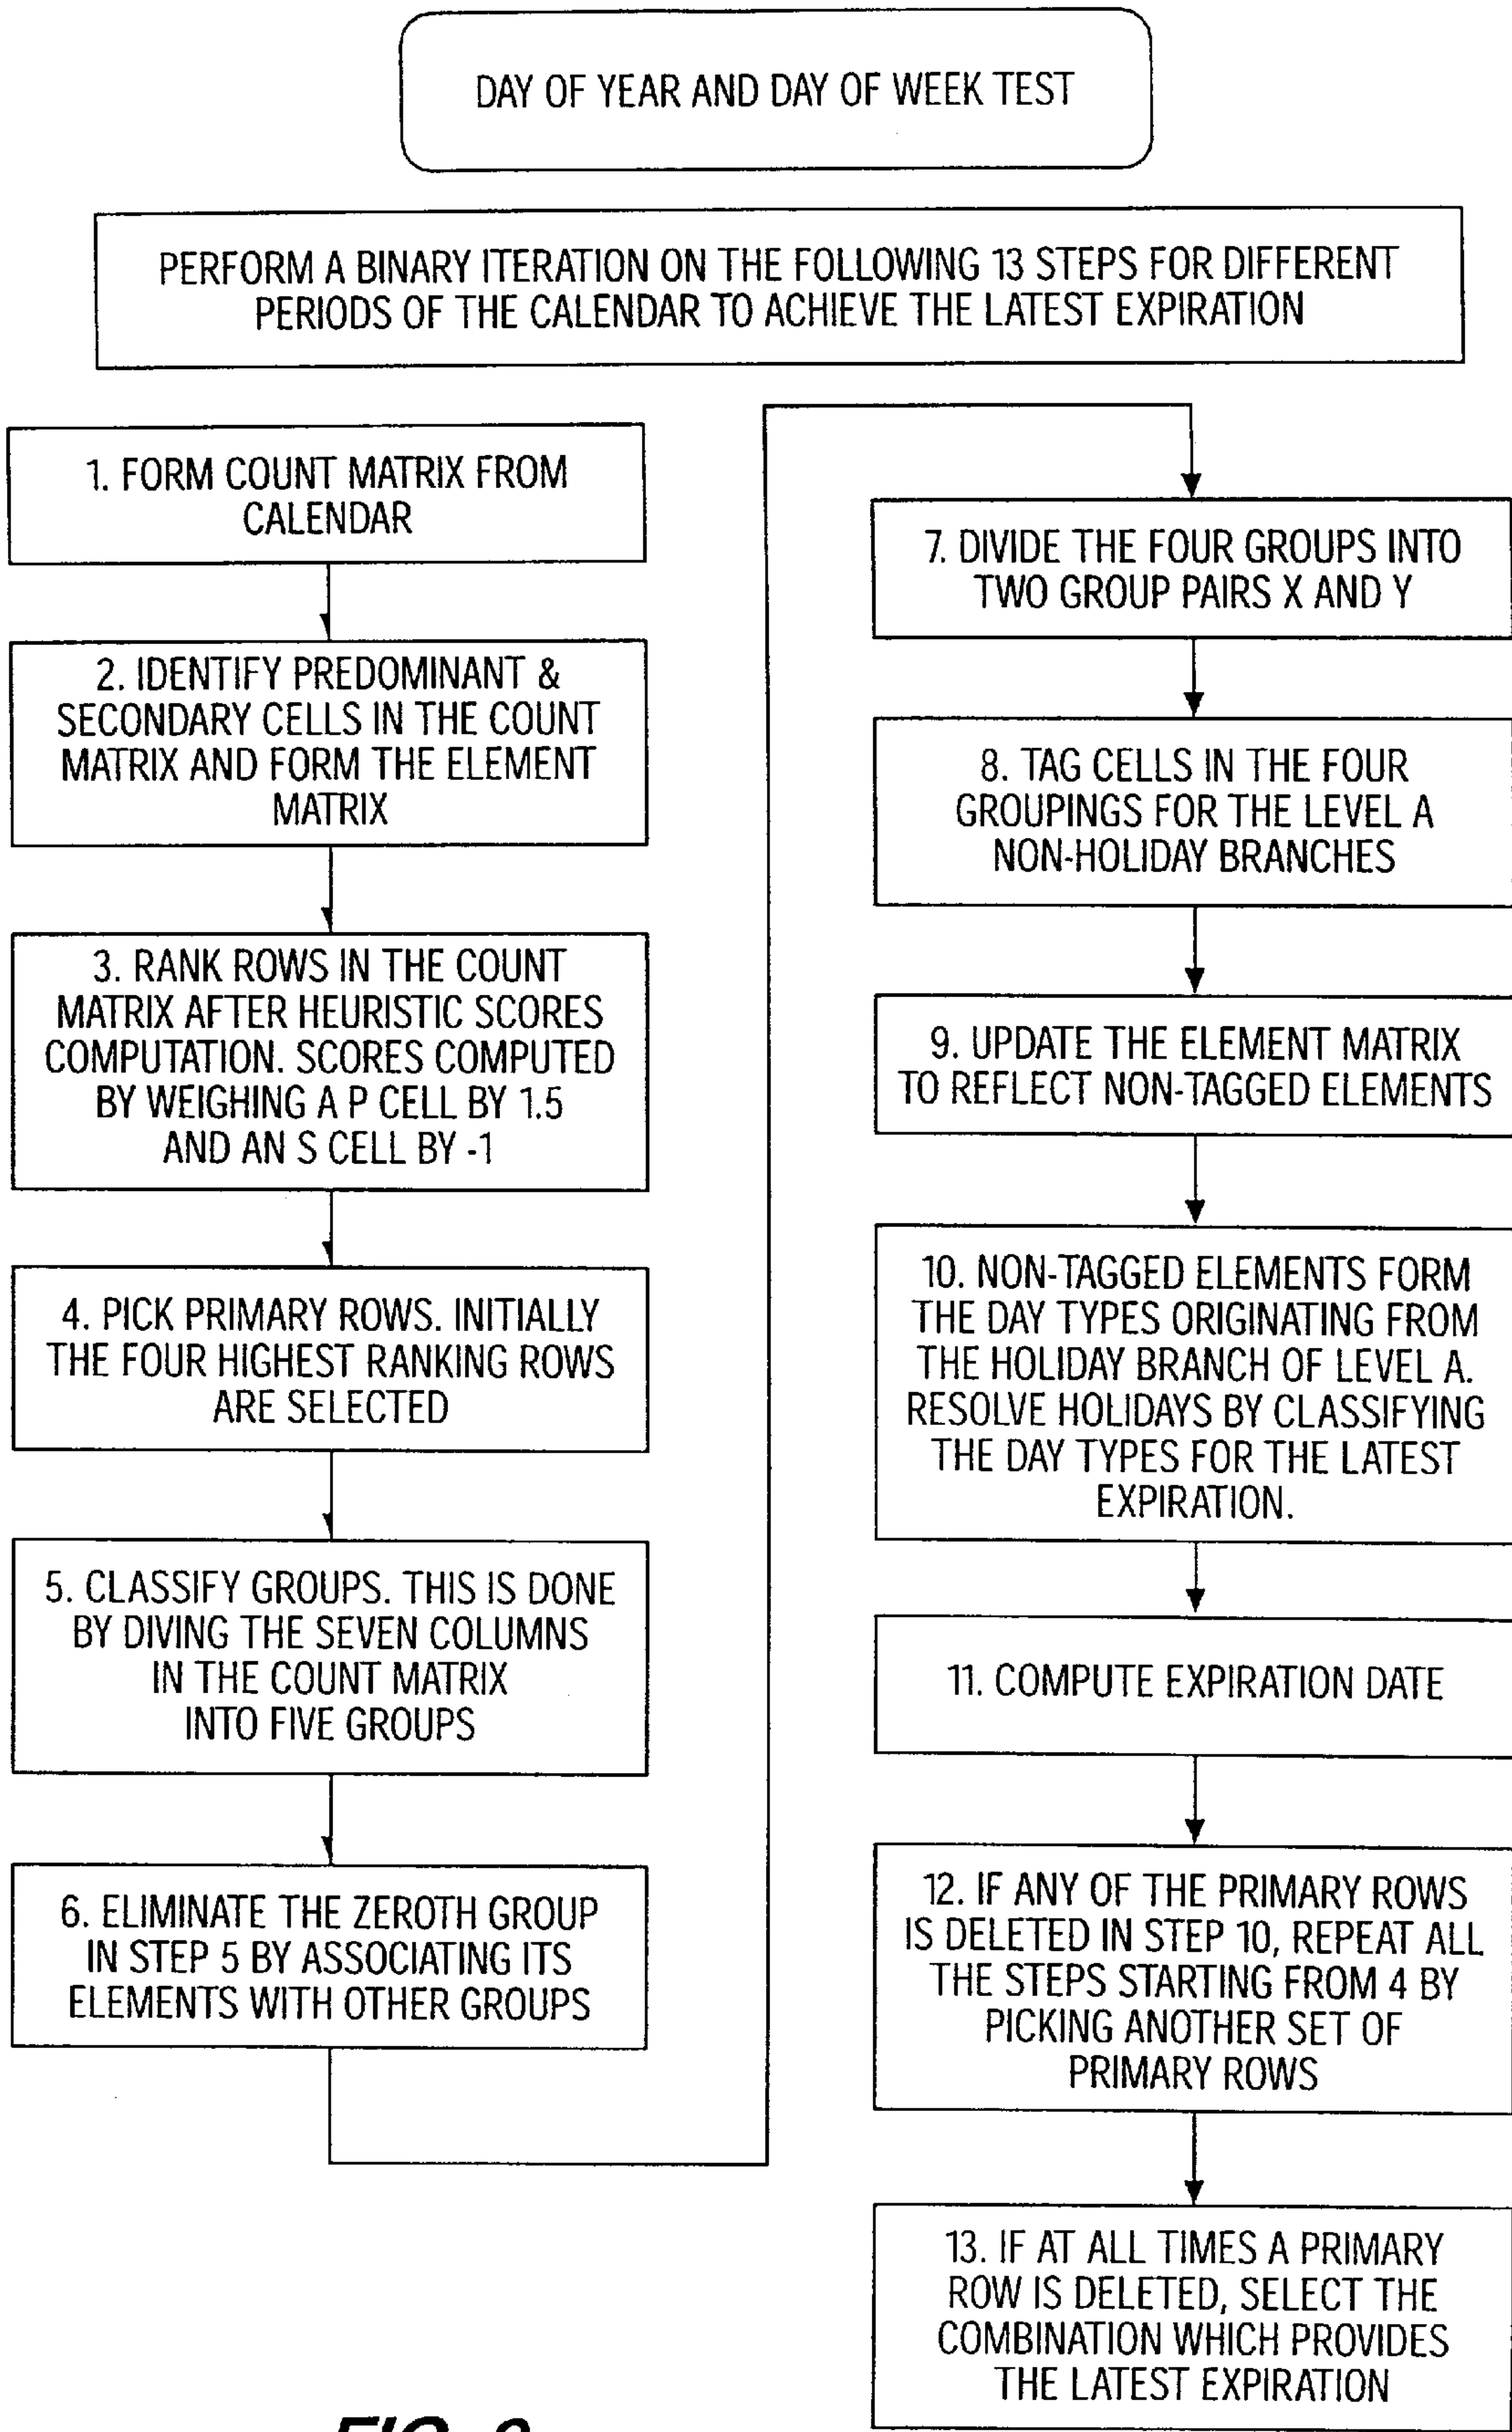 DAY OF YEAR AND DAY OF WEEK TEST
PERFORM A BINARY ITERATION ON THE FOLLOWING 13 STEPS FOR DIFFERENT
PERIODS OF THE CALENDAR TO ACHIEVE THE LATEST EXPIRATION
1. FORM COUNT MATRIX FROM
CALENDAR
2. IDENTIFY PREDOMINANT &
SECONDARY CELLS IN THE COUNT
MATRIX AND FORM THE ELEMENT
MATRIX
3. RANK ROWS IN THE COUNT
MATRIX AFTER HEURISTIC SCORES
COMPUTATION. SCORES COMPUTED
BY WEIGHING A P CELL BY 1.5
AND AN S CELL BY -1
4. PICK PRIMARY ROWS. INITIALLY
THE FOUR HIGHEST RANKING ROWS
ARE SELECTED
5. CLASSIFY GROUPS. THIS IS DONE
BY DIVING THE SEVEN COLUMNS
IN THE COUNT MATRIX
INTO FIVE GROUPS
6. ELIMINATE THE ZEROTH GROUP
IN STEP 5 BY ASSOCIATING ITS
ELEMENTS WITH OTHER GROUPS
7. DIVIDE THE FOUR GROUPS INTO
TWO GROUP PAIRS X AND Y
8. TAG CELLS IN THE FOUR
GROUPINGS FOR THE LEVEL A
NON-HOLIDAY BRANCHES
9. UPDATE THE ELEMENT MATRIX
TO REFLECT NON-TAGGED ELEMENTS
10. NON-TAGGED ELEMENTS FORM
THE DAY TYPES ORIGINATING FROM
THE HOLIDAY BRANCH OF LEVEL A.
RESOLVE HOLIDAYS BY CLASSIFYING
THE DAY TYPES FOR THE LATEST
EXPIRATION.
11. COMPUTE EXPIRATION DATE
12. IF ANY OF THE PRIMARY ROWS
IS DELETED IN STEP 10, REPEAT ALL
THE STEPS STARTING FROM 4 BY
PICKING ANOTHER SET OF
PRIMARY ROWS
13. IF AT ALL TIMES A PRIMARY
ROW IS DELETED, SELECT THE
COMBINATION WHICH PROVIDES
THE LATEST EXPIRATION
FIG.